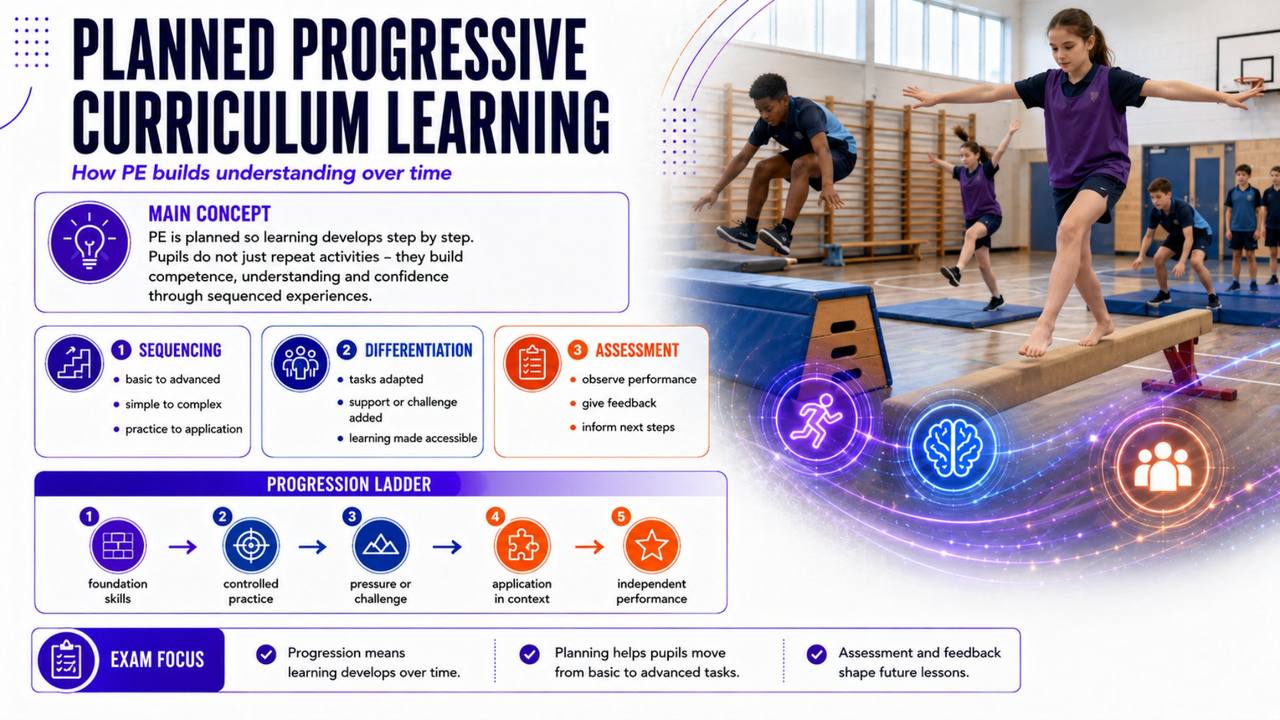 PLANNED PROGRESSIVE
CURRICULUM LEARNING
How PE builds understanding over time
MAIN CONCEPT
PE is planned so learning develops step by step.
Pupils do not just repeat activities – they build
competence, understanding and confidence
through sequenced experiences.
1 SEQUENCING
• basic to advanced
• simple to complex
• practice to application
2 DIFFERENTIATION
• tasks adapted
• support or challenge
added
• learning made accessible
3 ASSESSMENT
• observe performance
• give feedback
• inform next steps
PROGRESSION LADDER
1
foundation
skills
2
controlled
practice
3
pressure or
challenge
4
application
in context
5
independent
performance
EXAM FOCUS
Progression means
learning develops over time.
Planning helps pupils move
from basic to advanced tasks.
Assessment and feedback
shape future lessons.